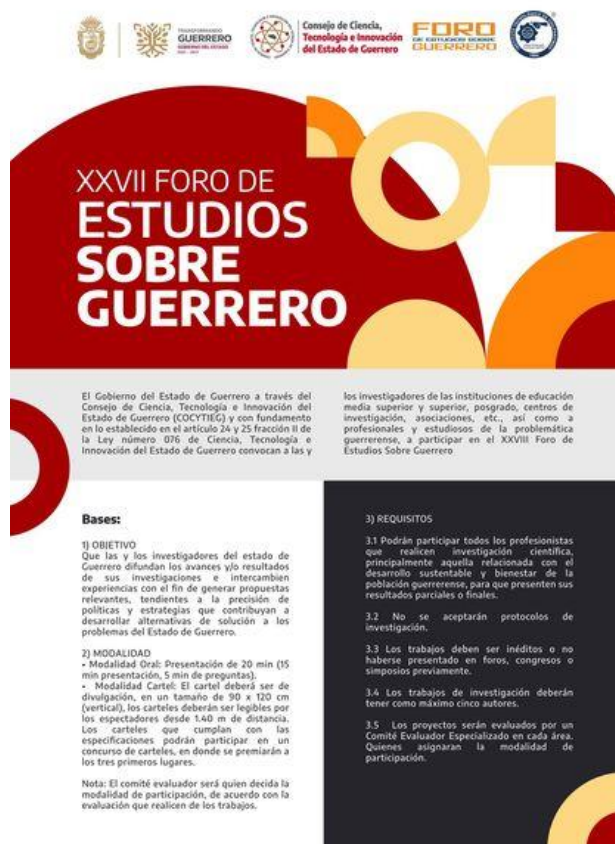 TRANSFORMANDO
GUERRERO
GOBIERNO DEL ESTADO
Consejo de Ciencia,
Tecnología e Innovación
del Estado de Guerrero
FORO
DE ESTUDIOS SOBRE
GUERRERO
XXVII FORO DE
ESTUDIOS
SOBRE
GUERRERO
El Gobierno del Estado de Guerrero a través del
Consejo de Ciencia, Tecnología e Innovación del
Estado de Guerrero (COCYTIEG) y con fundamento
en lo establecido en el artículo 24 y 25 fracción II de
la Ley número 076 de Ciencia, Tecnología e
Innovación del Estado de Guerrero convocan a las y
los investigadores de las instituciones de educación
media superior y superior, posgrado, centros de
investigación, asociaciones, etc., así como a
profesionales y estudiosos de la problemática
guerrerense, a participar en el XXVIII Foro de
Estudios Sobre Guerrero
Bases:
1) OBJETIVO
Que las y los investigadores del estado de
Guerrero difundan los avances y/o resultados
de sus investigaciones e intercambien
experiencias con el fin de generar propuestas
relevantes, tendientes a la precisión de
políticas y estrategias que contribuyan a
desarrollar alternativas de solución a los
problemas del Estado de Guerrero.
2) MODALIDAD
• Modalidad Oral: Presentación de 20 min (15
min presentación, 5 min de preguntas).
• Modalidad Cartel: El cartel deberá ser de
divulgación, en un tamaño de 90 x 120 cm
(vertical), los carteles deberán ser legibles por
los espectadores desde 1.40 m de distancia.
Los carteles que cumplan con las
especificaciones podrán participar en un
concurso de carteles, en donde se premiarán a
los tres primeros lugares.
Nota: El comité evaluador será quien decida la
modalidad de participación, de acuerdo con la
evaluación que realicen de los trabajos.
3) REQUISITOS
3.1 Podrán participar todos los profesionistas
que realicen investigación científica,
principalmente aquella relacionada con el
desarrollo sustentable y bienestar de la
población guerrerense, para que presenten sus
resultados parciales o finales.
3.2 No se aceptarán protocolos de
investigación.
3.3 Los trabajos deben ser inéditos o no
haberse presentado en foros, congresos o
simposios previamente.
3.4 Los trabajos de investigación deberán
tener como máximo cinco autores.
3.5 Los proyectos serán evaluados por un
Comité Evaluador Especializado en cada área.
Quienes asignaran la modalidad de
participación.